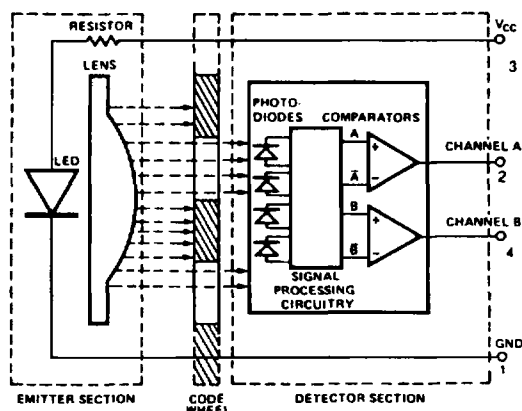 RESISTOR
VCC
3
LENS
PHOTO-
DIODES
COMPARATORS
A
+
CHANNEL A
2
LED
Ā
−
B
+
CHANNEL B
4
B̄
−
SIGNAL
PROCESSING
CIRCUITRY
GND
1
EMITTER SECTION
CODE
WHEEL
DETECTOR SECTION